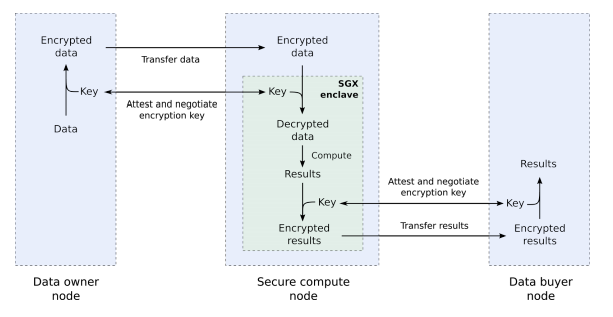 Encrypted
data
Key
Data
Transfer data
Attest and negotiate
encryption key
Encrypted
data
SGX
enclave
Key
Decrypted
data
Compute
Results
Key
Encrypted
results
Attest and negotiate
encryption key
Transfer results
Results
Key
Encrypted
results
Data owner
node
Secure compute
node
Data buyer
node